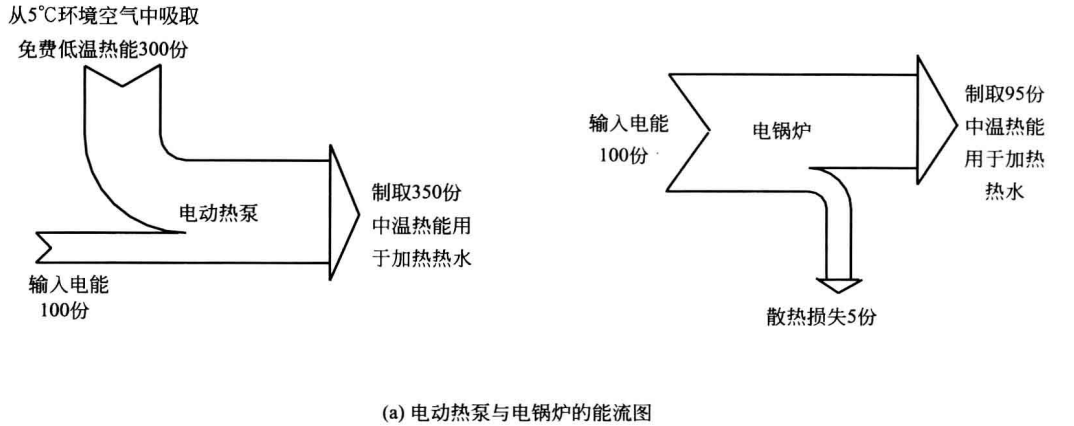 从5℃环境空气中吸取
免费低温热能300份
电动热泵
输入电能
100份
制取350份
中温热能用
于加热热水
输入电能
100份
电锅炉
制取95份
中温热能
用于加热
热水
散热损失5份
(a) 电动热泵与电锅炉的能流图